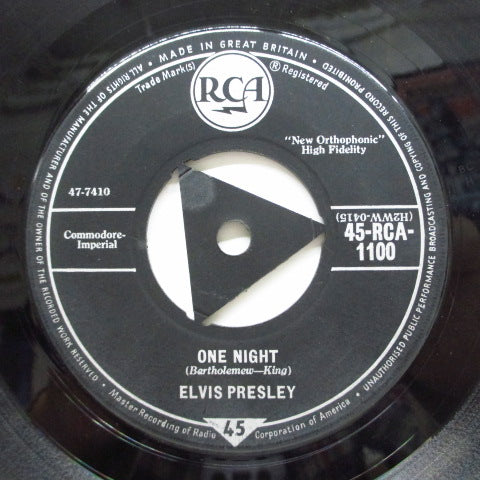 ALL RIGHTS OF THE MANUFACTURER AND OF THE OWNER OF THE RECORDED WORK RESERVED • MADE IN GREAT BRITAIN • UNAUTHORISED PUBLIC PERFORMANCE BROADCASTING AND COPYING OF THIS RECORD PROHIBITED
Trade Mark(s) ® Registered
RCA
"New Orthophonic"
High Fidelity
47-7410
(H2WW-0415)
Commodore-
Imperial
45-RCA-
1100
ONE NIGHT
(Bartholemew—King)
ELVIS PRESLEY
Master Recording of Radio Corporation of America •
45